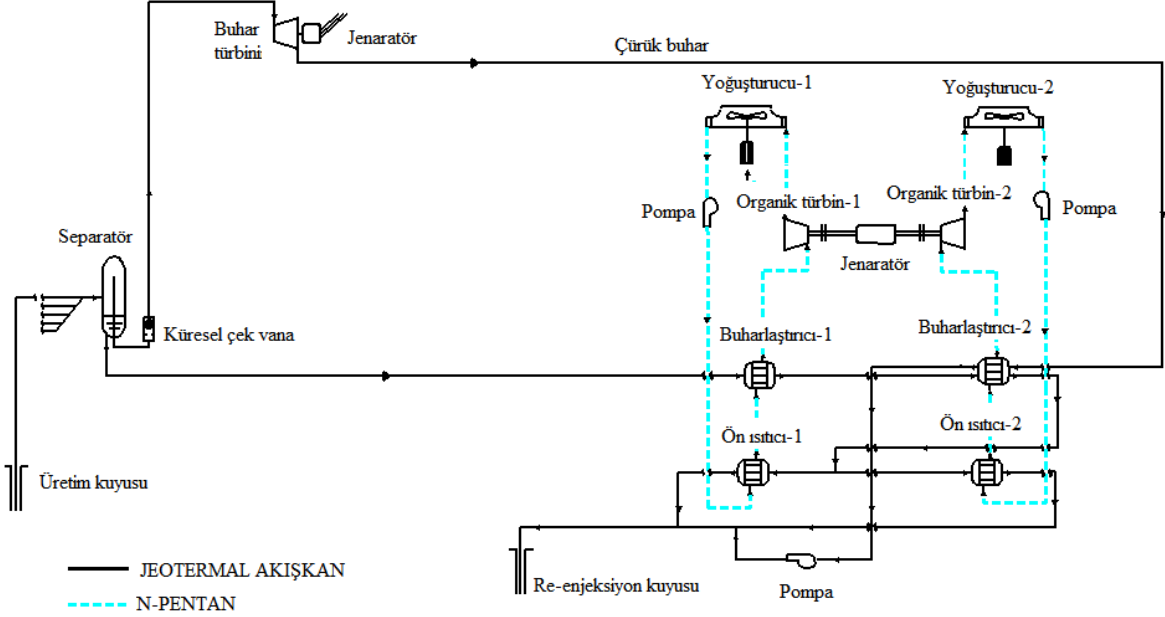 Buhar
türbini
Jenaratör
Çürük buhar
Yoğuşturucu-1
Yoğuşturucu-2
Pompa
Organik türbin-1
Organik türbin-2
Pompa
Separatör
Jenaratör
Küresel çek vana
Buharlaştırıcı-1
Buharlaştırıcı-2
Ön ısıtıcı-1
Ön ısıtıcı-2
Üretim kuyusu
Re-enjeksiyon kuyusu
Pompa
JEOTERMAL AKIŞKAN
N-PENTAN